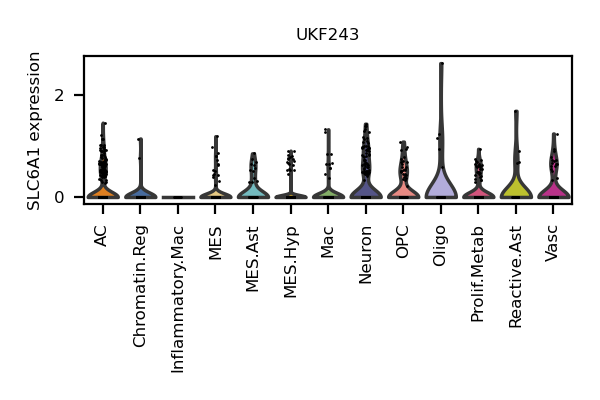 UKF243
SLC6A1 expression
2
0
AC
Chromatin.Reg
Inflammatory.Mac
MES
MES.Ast
MES.Hyp
Mac
Neuron
OPC
Oligo
Prolif.Metab
Reactive.Ast
Vasc